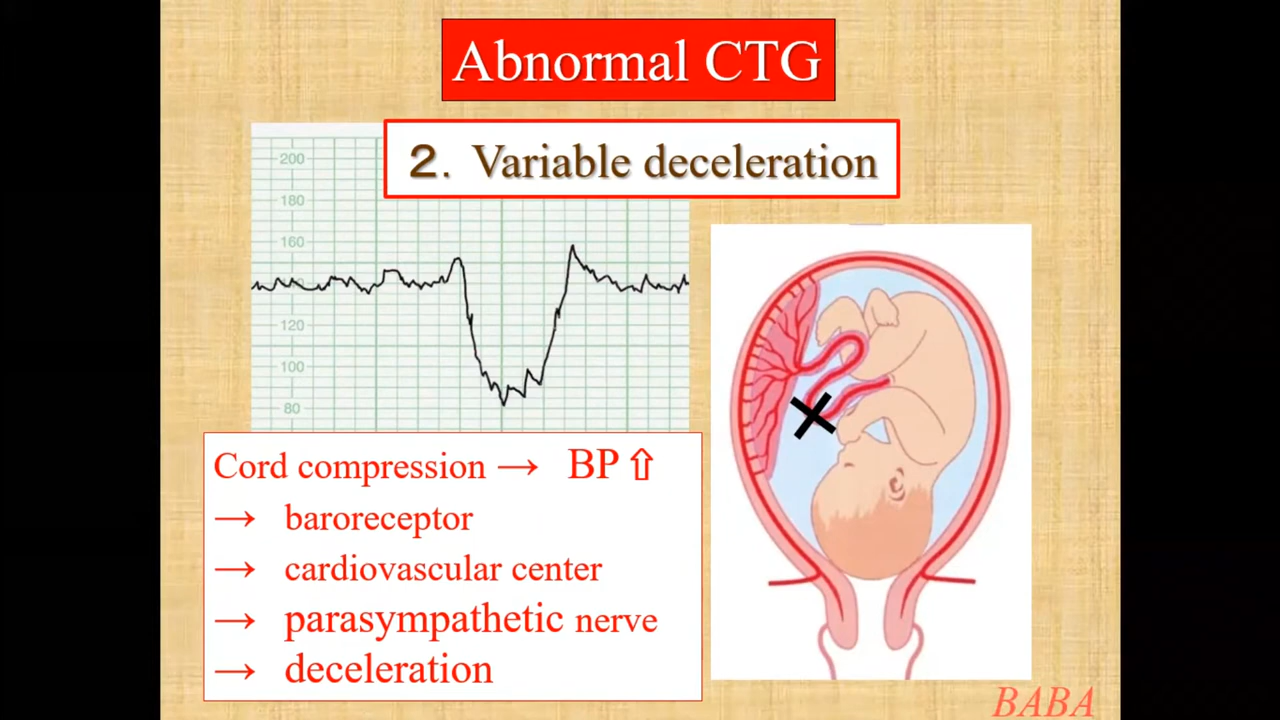 Abnormal CTG
2. Variable deceleration
200
180
160
120
100
80
Cord compression → BP⇧
→ baroreceptor
→ cardiovascular center
→ parasympathetic nerve
→ deceleration
BABA